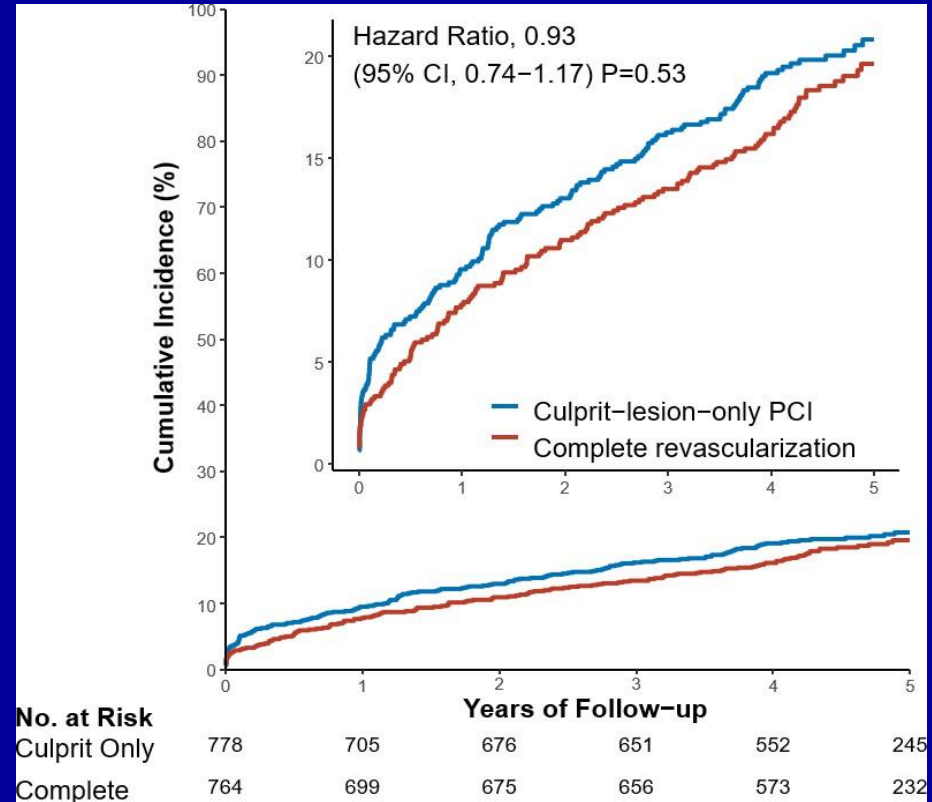 Hazard Ratio, 0.93
(95% CI, 0.74−1.17) P=0.53
Cumulative Incidence (%)
100
90
80
70
60
50
40
30
20
10
0
20
15
10
5
0
Culprit−lesion−only PCI
Complete revascularization
0 1 2 3 4 5
0 1 2 3 4 5
Years of Follow−up
No. at Risk
Culprit Only 778 705 676 651 552 245
Complete 764 699 675 656 573 232